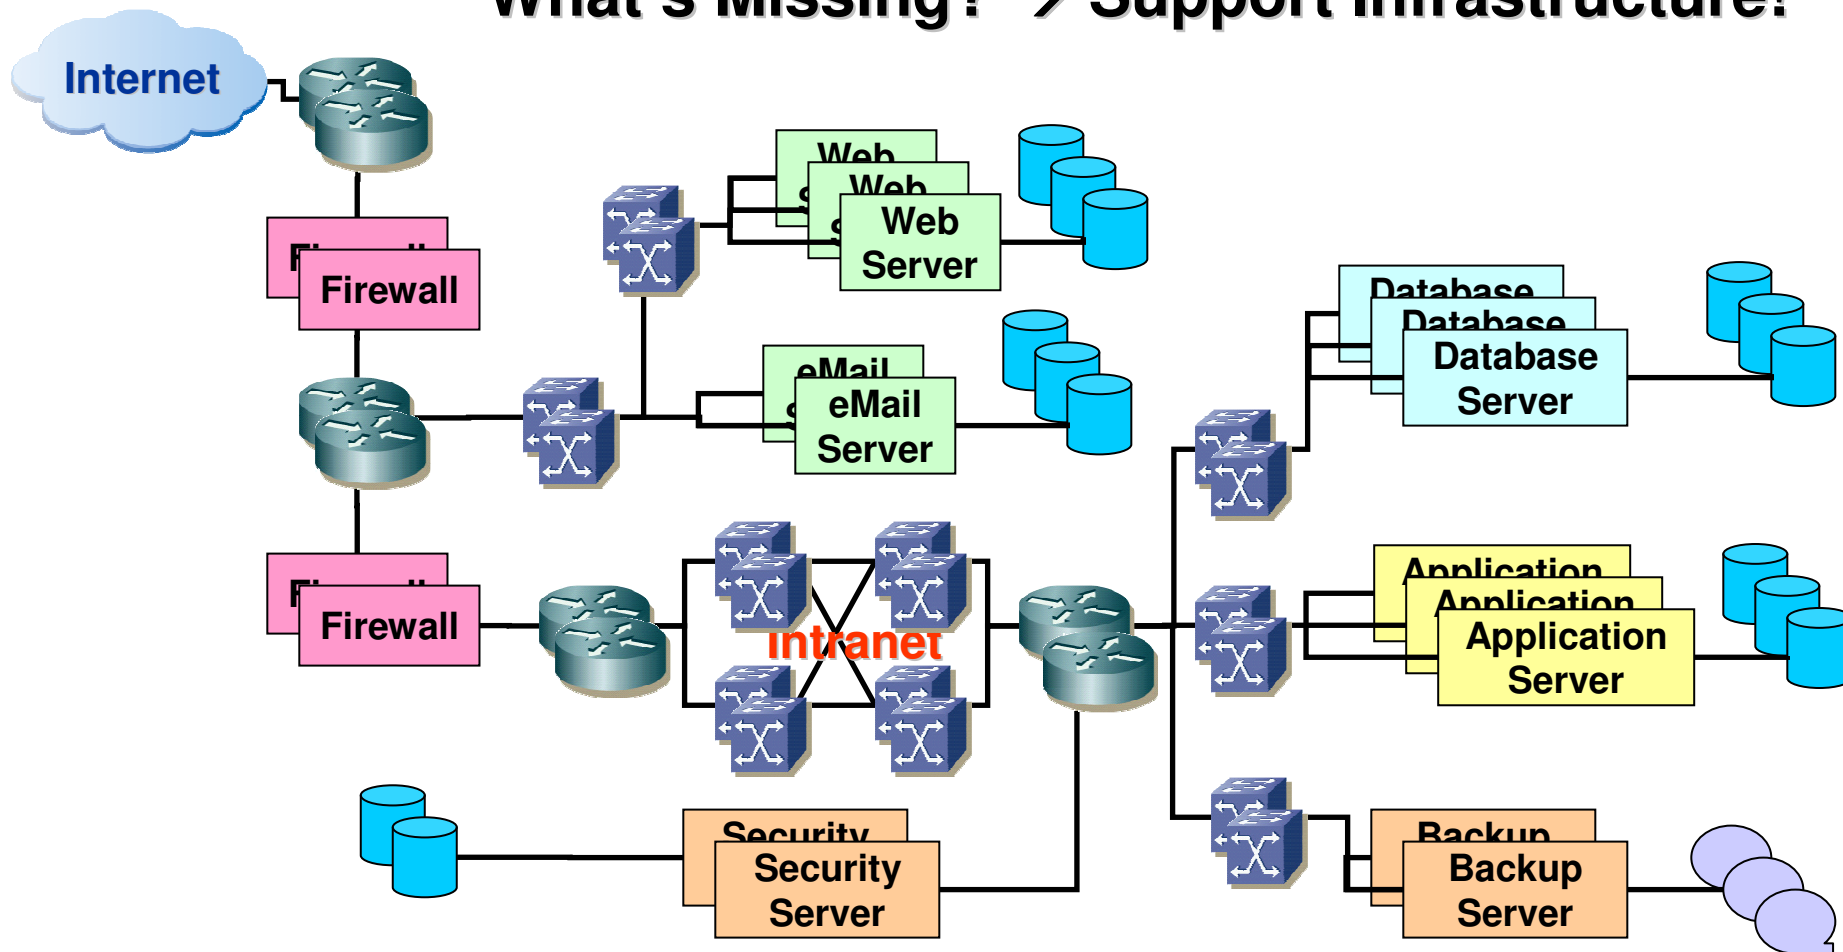 What's Missing? → Support Infrastructure!
Internet
Web
Web
Web
Server
Firewall
Database
Database
Database
Server
eMail
eMail
Server
Firewall
Application
Application
Application
Server
Intranet
Security
Security
Server
Backup
Backup
Server